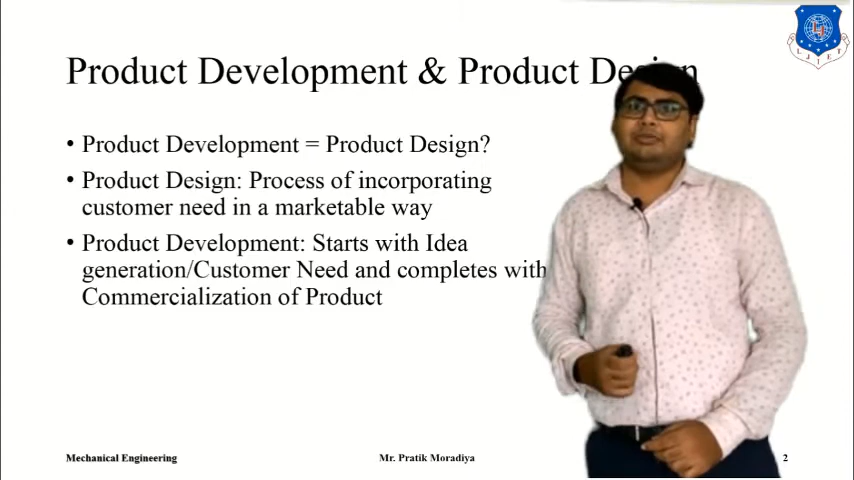 Product Development & Product Design
• Product Development = Product Design?
• Product Design: Process of incorporating
customer need in a marketable way
• Product Development: Starts with Idea
generation/Customer Need and completes with
Commercialization of Product
Mechanical Engineering
Mr. Pratik Moradiya
2